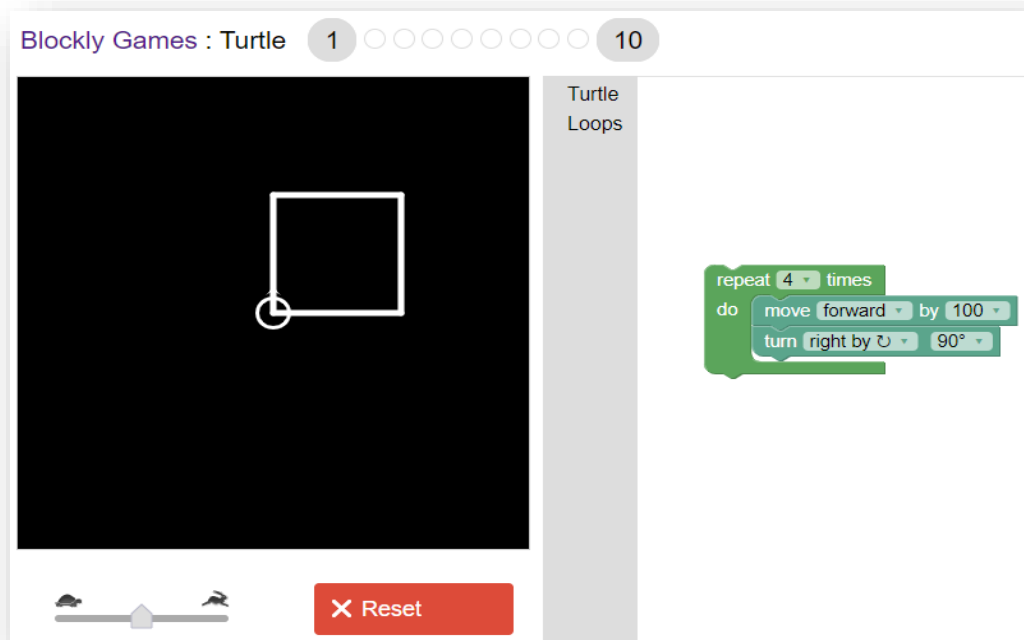 Blockly Games : Turtle 1 10
Turtle
Loops
repeat 4 times
do move forward by 100
turn right by ↻ 90°
Reset